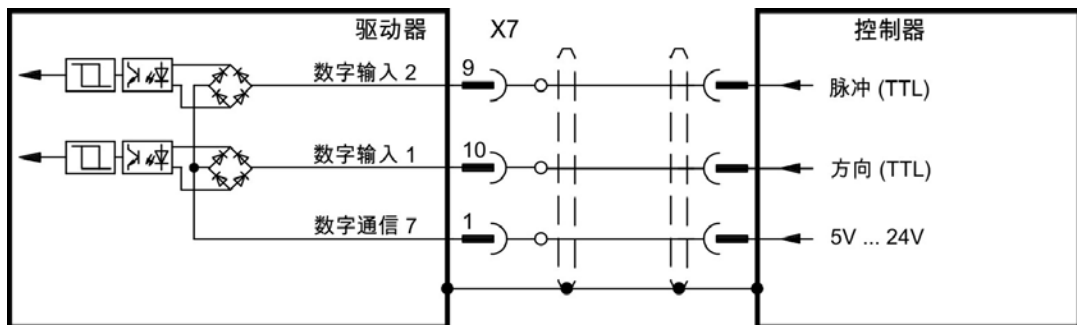 驱动器 X7 控制器
数字输入 2 9 脉冲 (TTL)
数字输入 1 10 方向 (TTL)
数字通信 7 1 5V ... 24V